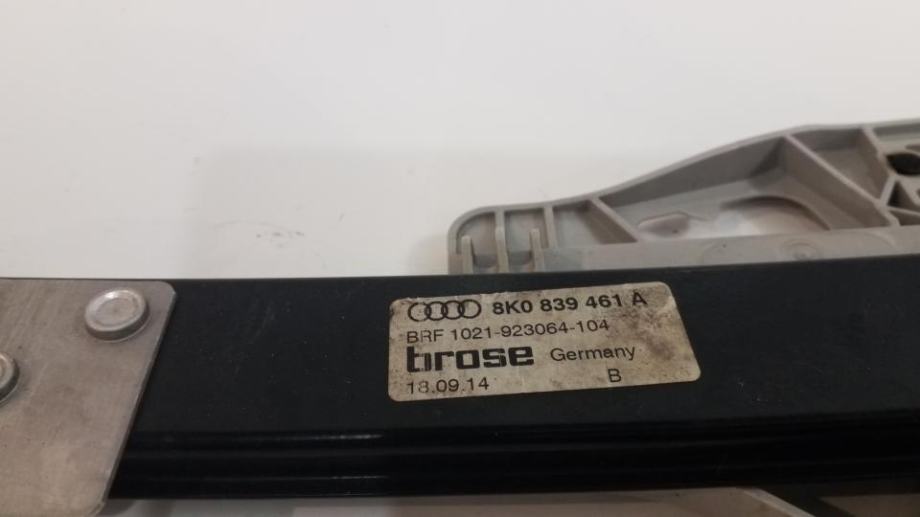 8K0 839 461 A
BRF 1021-923064-104
brose Germany
18.09.14 B